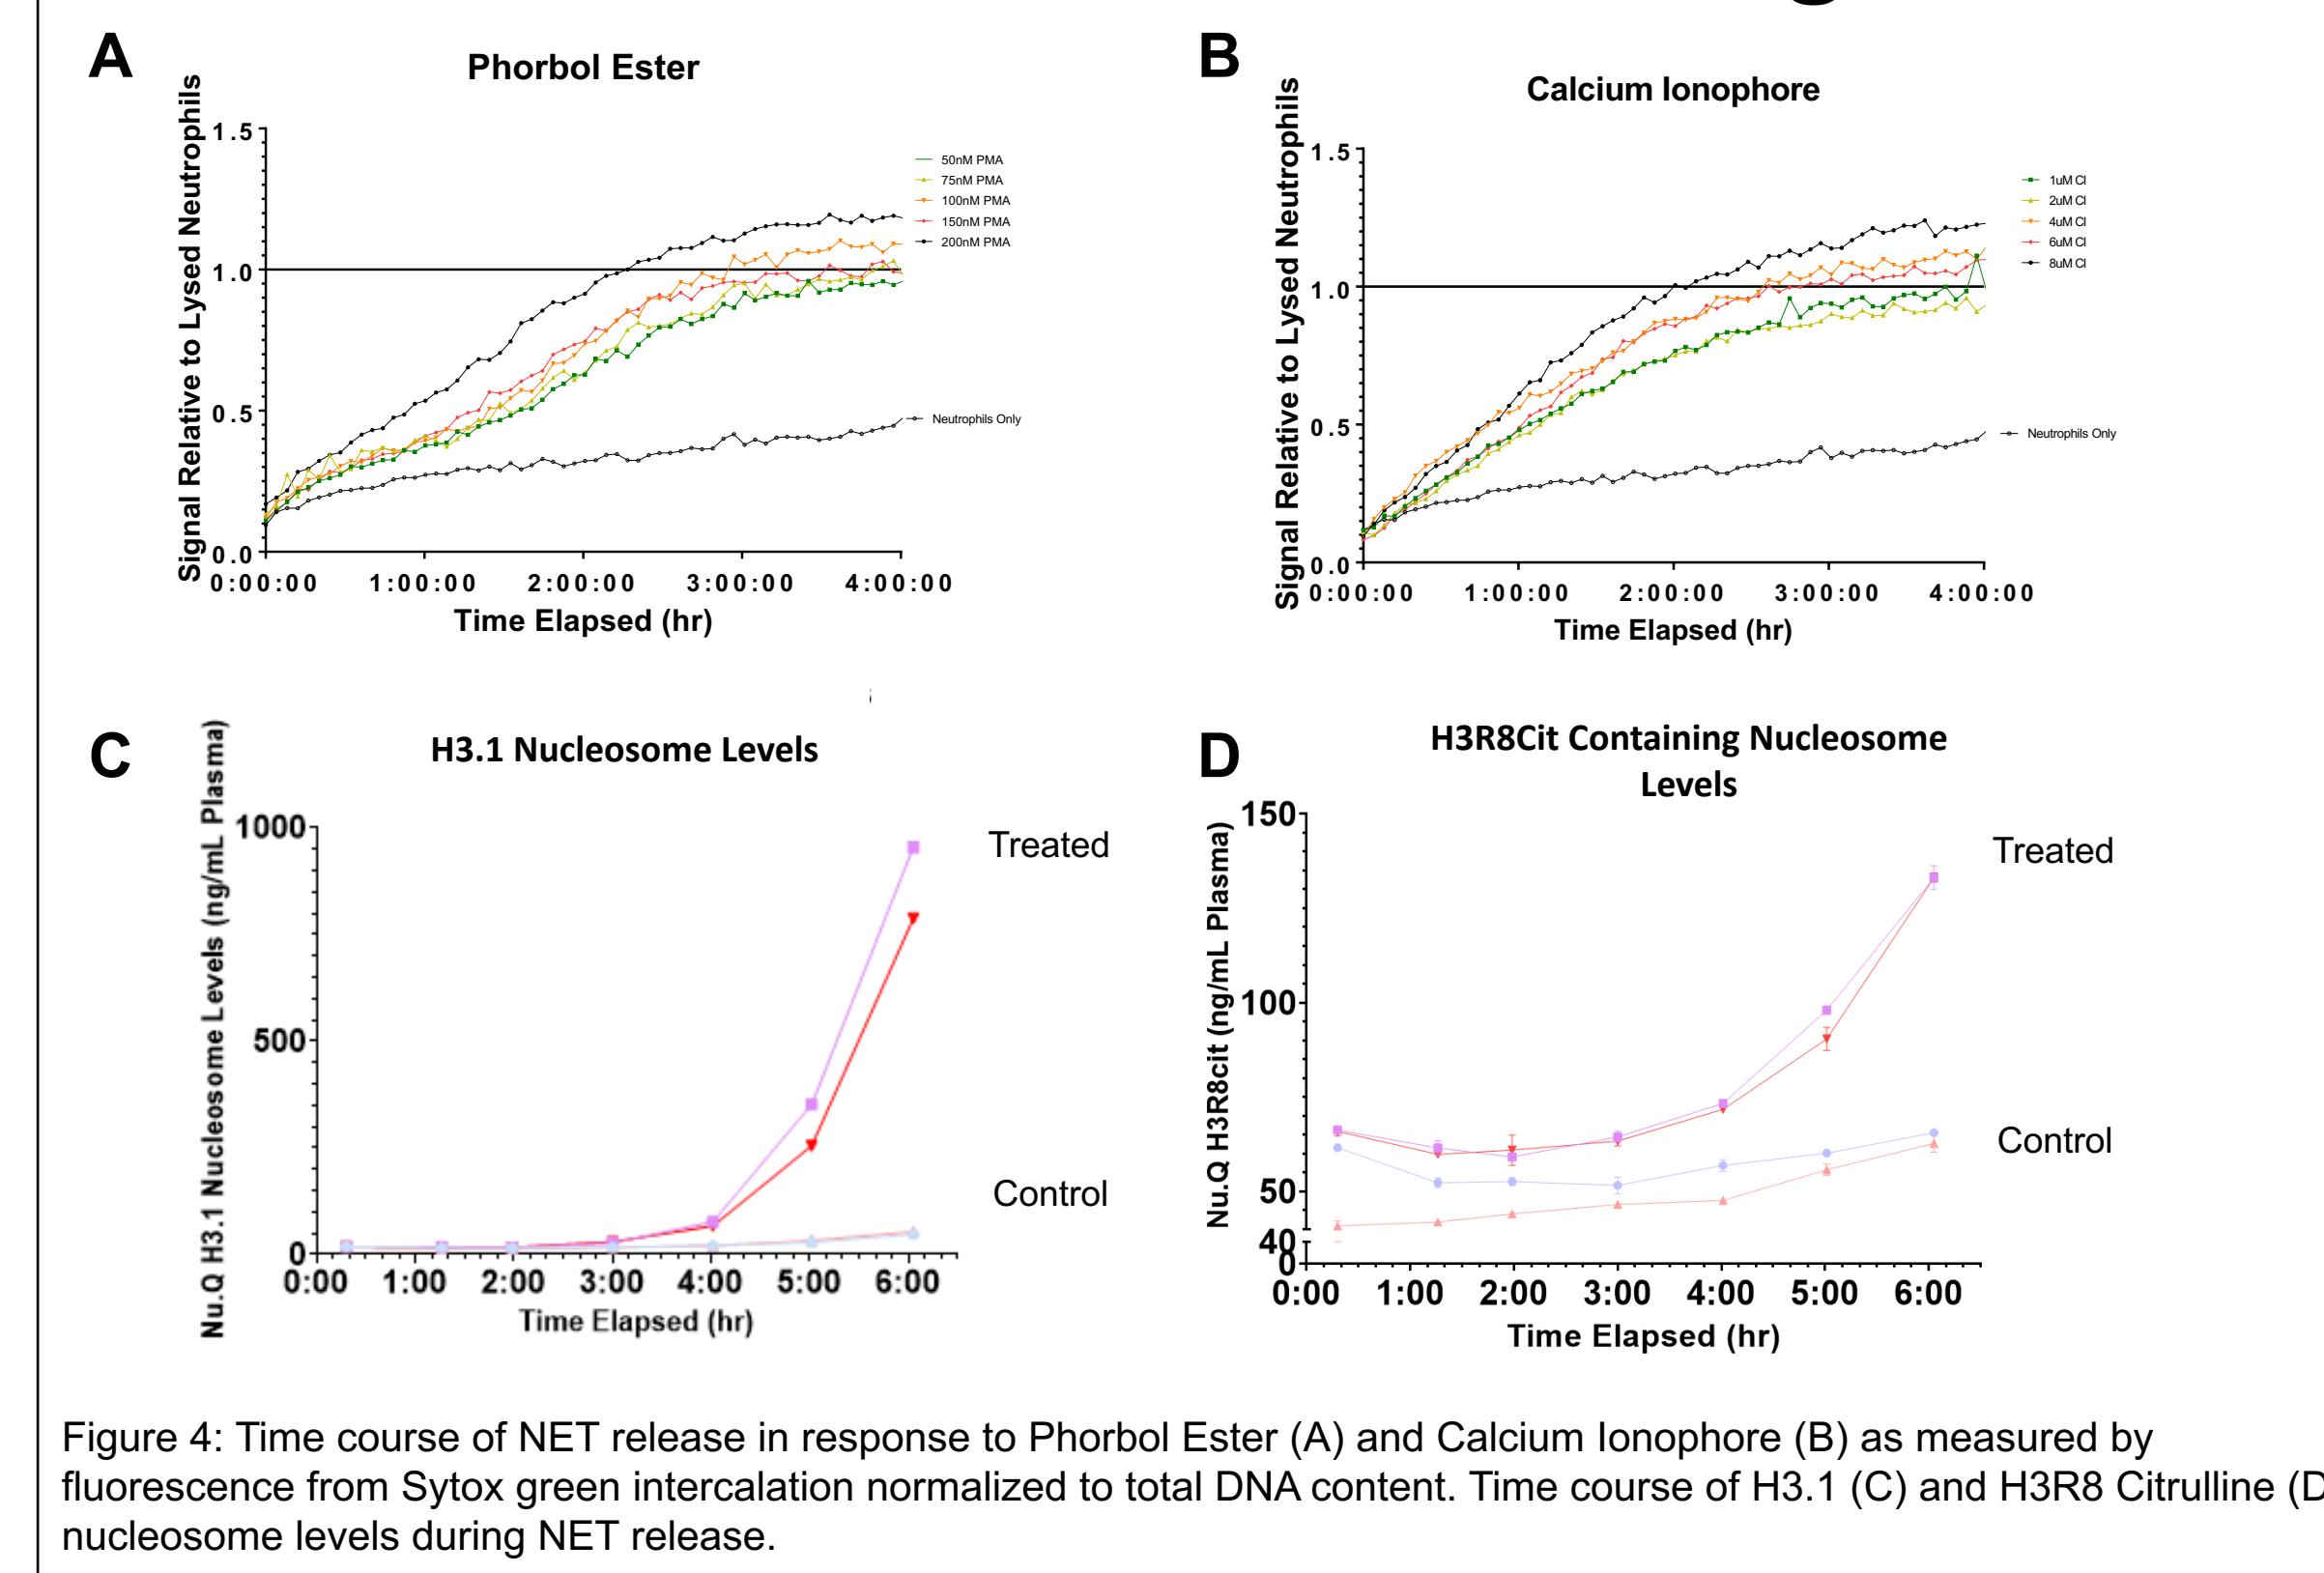 A
Phorbol Ester
Signal Relative to Lysed Neutrophils
1.5
1.0
0.5
0.0
50nM PMA
75nM PMA
100nM PMA
150nM PMA
200nM PMA
Neutrophils Only
0:00:00 1:00:00 2:00:00 3:00:00 4:00:00
Time Elapsed (hr)
B
Calcium Ionophore
Signal Relative to Lysed Neutrophils
1.5
1.0
0.5
0.0
1uM CI
2uM CI
4uM CI
6uM CI
8uM CI
Neutrophils Only
0:00:00 1:00:00 2:00:00 3:00:00 4:00:00
Time Elapsed (hr)
C
H3.1 Nucleosome Levels
Nu.Q H3.1 Nucleosome Levels (ng/mL Plasma)
1000
500
0
Treated
Control
0:00 1:00 2:00 3:00 4:00 5:00 6:00
Time Elapsed (hr)
D
H3R8Cit Containing Nucleosome
Levels
Nu.Q H3R8cit (ng/mL Plasma)
150
100
50
40
0
Treated
Control
0:00 1:00 2:00 3:00 4:00 5:00 6:00
Time Elapsed (hr)
Figure 4: Time course of NET release in response to Phorbol Ester (A) and Calcium Ionophore (B) as measured by
fluorescence from Sytox green intercalation normalized to total DNA content. Time course of H3.1 (C) and H3R8 Citrulline (D
nucleosome levels during NET release.